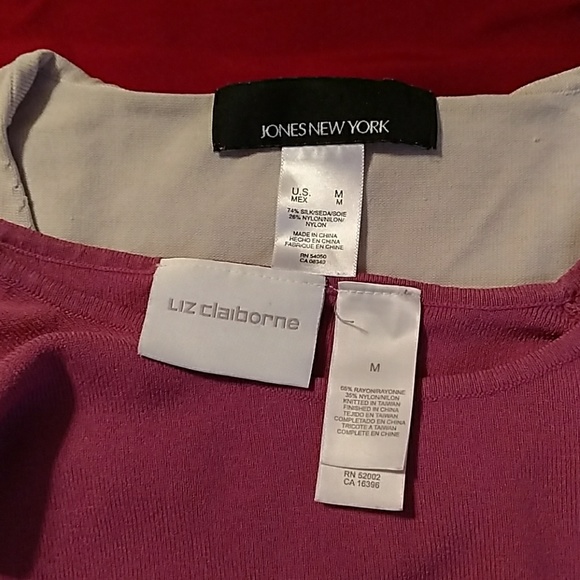 JONES NEW YORK
U.S. M
MEX M
74% SILK/SEDA/SOIE
26% NYLON/NILON/
NYLON
MADE IN CHINA
HECHO EN CHINA
FABRIQUE EN CHINE
RN 54050
CA 08340
Liz claiborne
M
65% RAYON/RAYONNE
35% NYLON/NILON
KNITTED IN TAIWAN
FINISHED IN CHINA
TEJIDO EN TAIWAN
COMPLETADO EN CHINA
TRICOTE A TAIWAN
COMPLETE EN CHINE
RN 52002
CA 16396